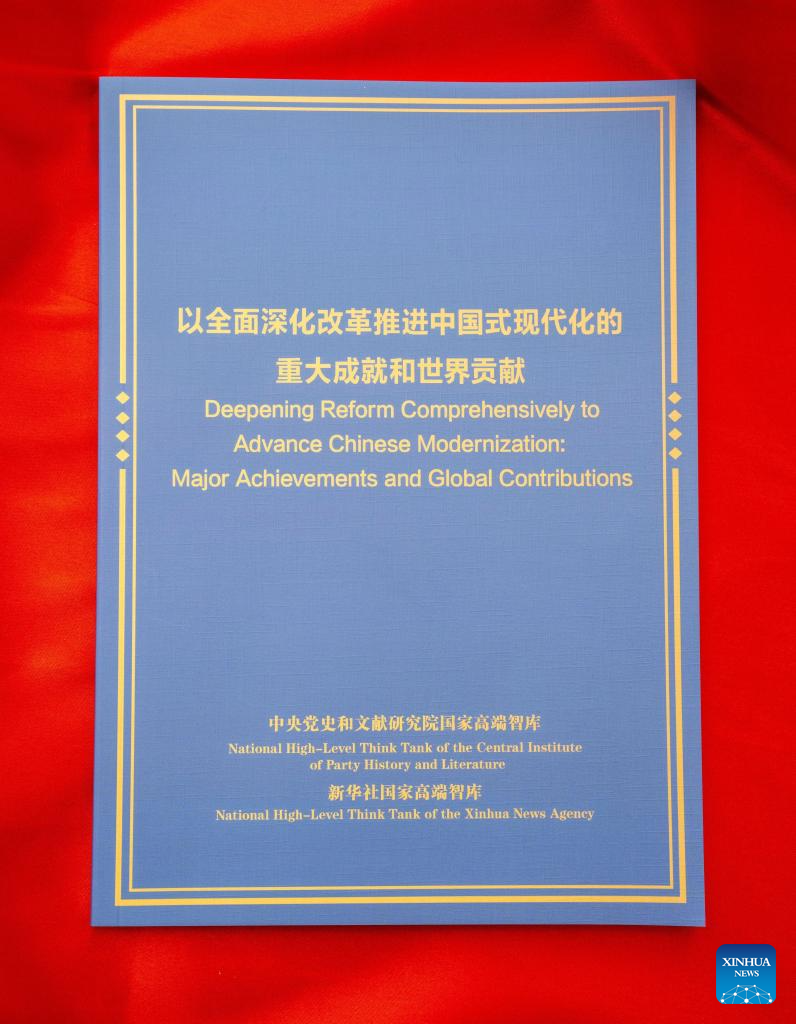 以全面深化改革推进中国式现代化的
重大成就和世界贡献
Deepening Reform Comprehensively to
Advance Chinese Modernization:
Major Achievements and Global Contributions
中央党史和文献研究院国家高端智库
National High-Level Think Tank of the Central Institute
of Party History and Literature
新华社国家高端智库
National High-Level Think Tank of the Xinhua News Agency
XINHUA
NEWS